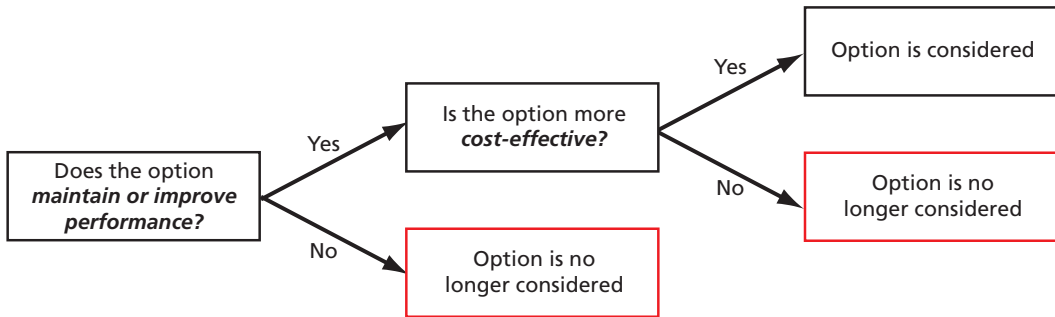 Does the option
maintain or improve
performance?
Yes
No
Is the option more
cost-effective?
Option is no
longer considered
Yes
No
Option is considered
Option is no
longer considered